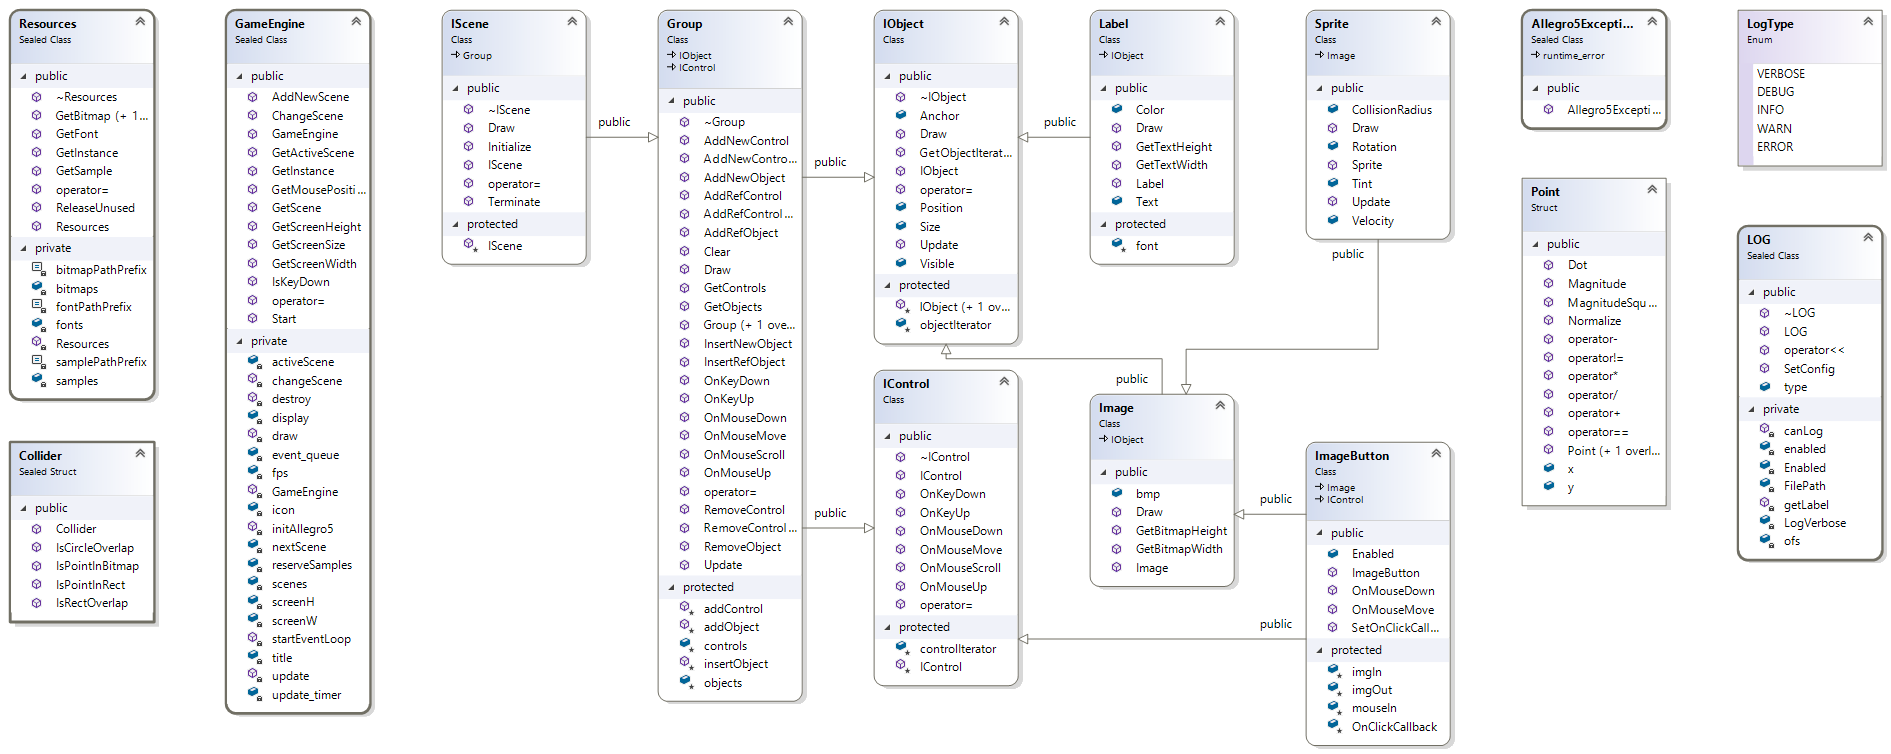 Resources
Sealed Class
public
~Resources
GetBitmap (+ 1...
GetFont
GetInstance
GetSample
operator=
ReleaseUnused
Resources
private
bitmapPathPrefix
bitmaps
fontPathPrefix
fonts
Resources
samplePathPrefix
samples
Collider
Sealed Struct
public
Collider
IsCircleOverlap
IsPointInBitmap
IsPointInRect
IsRectOverlap
GameEngine
Sealed Class
public
AddNewScene
ChangeScene
GameEngine
GetActiveScene
GetInstance
GetMousePositi...
GetScene
GetScreenHeight
GetScreenSize
GetScreenWidth
IsKeyDown
operator=
Start
private
activeScene
changeScene
destroy
display
draw
event_queue
fps
GameEngine
icon
initAllegro5
nextScene
reserveSamples
scenes
screenH
screenW
startEventLoop
title
update
update_timer
IScene
Class
Group
public
~IScene
Draw
Initialize
IScene
operator=
Terminate
protected
IScene
public
Group
Class
IObject
IControl
public
~Group
AddNewControl
AddNewContro...
AddNewObject
AddRefControl
AddRefControl...
AddRefObject
Clear
Draw
GetControls
GetObjects
Group (+ 1 over...
InsertNewObject
InsertRefObject
OnKeyDown
OnKeyUp
OnMouseDown
OnMouseMove
OnMouseScroll
OnMouseUp
operator=
RemoveControl
RemoveControl...
RemoveObject
Update
protected
addControl
addObject
controls
insertObject
objects
public
public
IObject
Class
public
~IObject
Anchor
Draw
GetObjectIterat...
IObject
operator=
Position
Size
Update
Visible
protected
IObject (+ 1 ov...
objectIterator
IControl
Class
public
~IControl
IControl
OnKeyDown
OnKeyUp
OnMouseDown
OnMouseMove
OnMouseScroll
OnMouseUp
operator=
protected
controlIterator
IControl
public
public
public
Label
Class
IObject
public
Color
Draw
GetTextHeight
GetTextWidth
Label
Text
protected
font
Image
Class
IObject
public
bmp
Draw
GetBitmapHeight
GetBitmapWidth
Image
public
public
Sprite
Class
Image
public
CollisionRadius
Draw
Rotation
Sprite
Tint
Update
Velocity
ImageButton
Class
Image
IControl
public
Enabled
ImageButton
OnMouseDown
OnMouseMove
SetOnClickCall...
protected
imgIn
imgOut
mouseIn
OnClickCallback
Allegro5Excepti...
Sealed Class
runtime_error
public
Allegro5Excepti...
Point
Struct
public
Dot
Magnitude
MagnitudeSqu...
Normalize
operator-
operator!=
operator*
operator/
operator+
operator==
Point (+ 1 overl...
x
y
LogType
Enum
VERBOSE
DEBUG
INFO
WARN
ERROR
LOG
Sealed Class
public
~LOG
LOG
operator<<
SetConfig
type
private
canLog
enabled
Enabled
FilePath
getLabel
LogVerbose
ofs